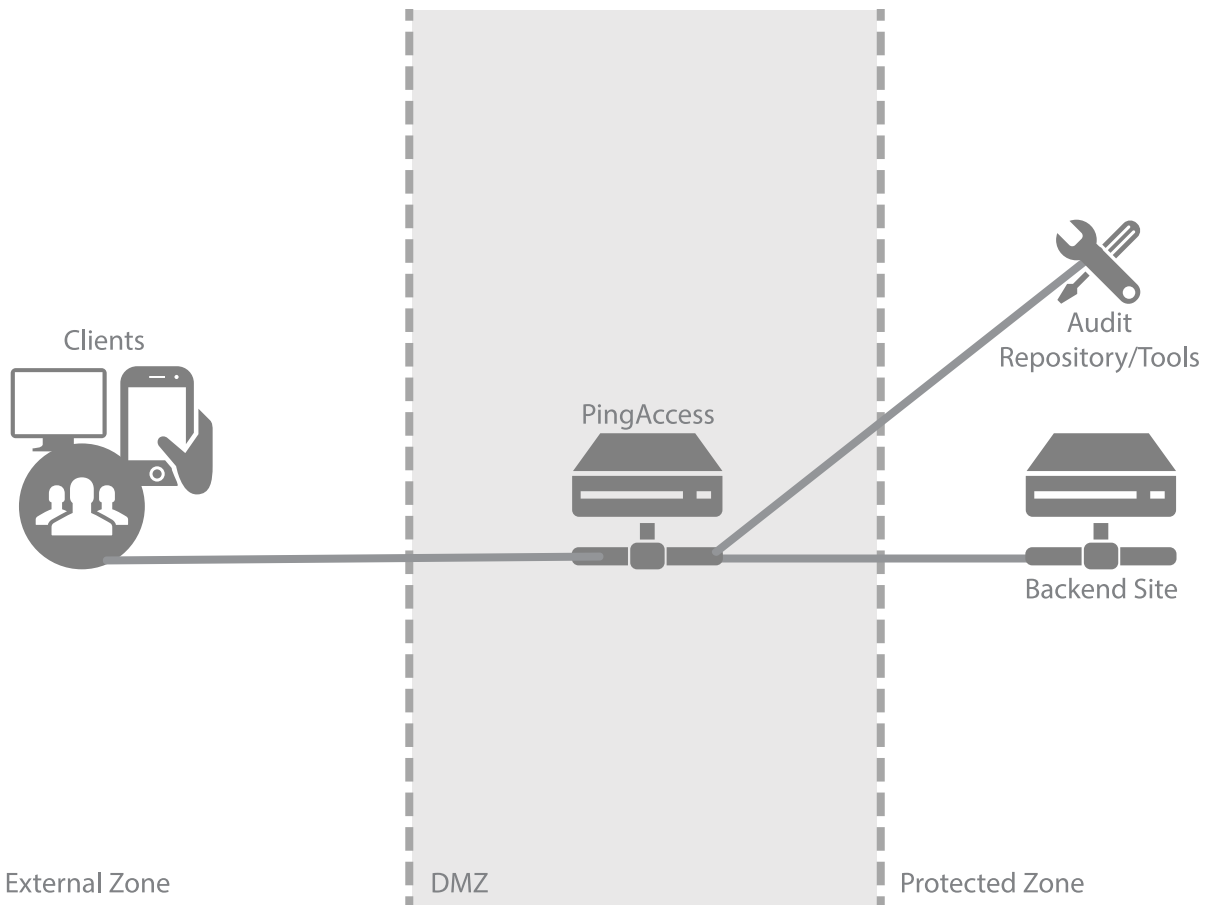 Clients
PingAccess
Audit
Repository/Tools
Backend Site
External Zone
DMZ
Protected Zone